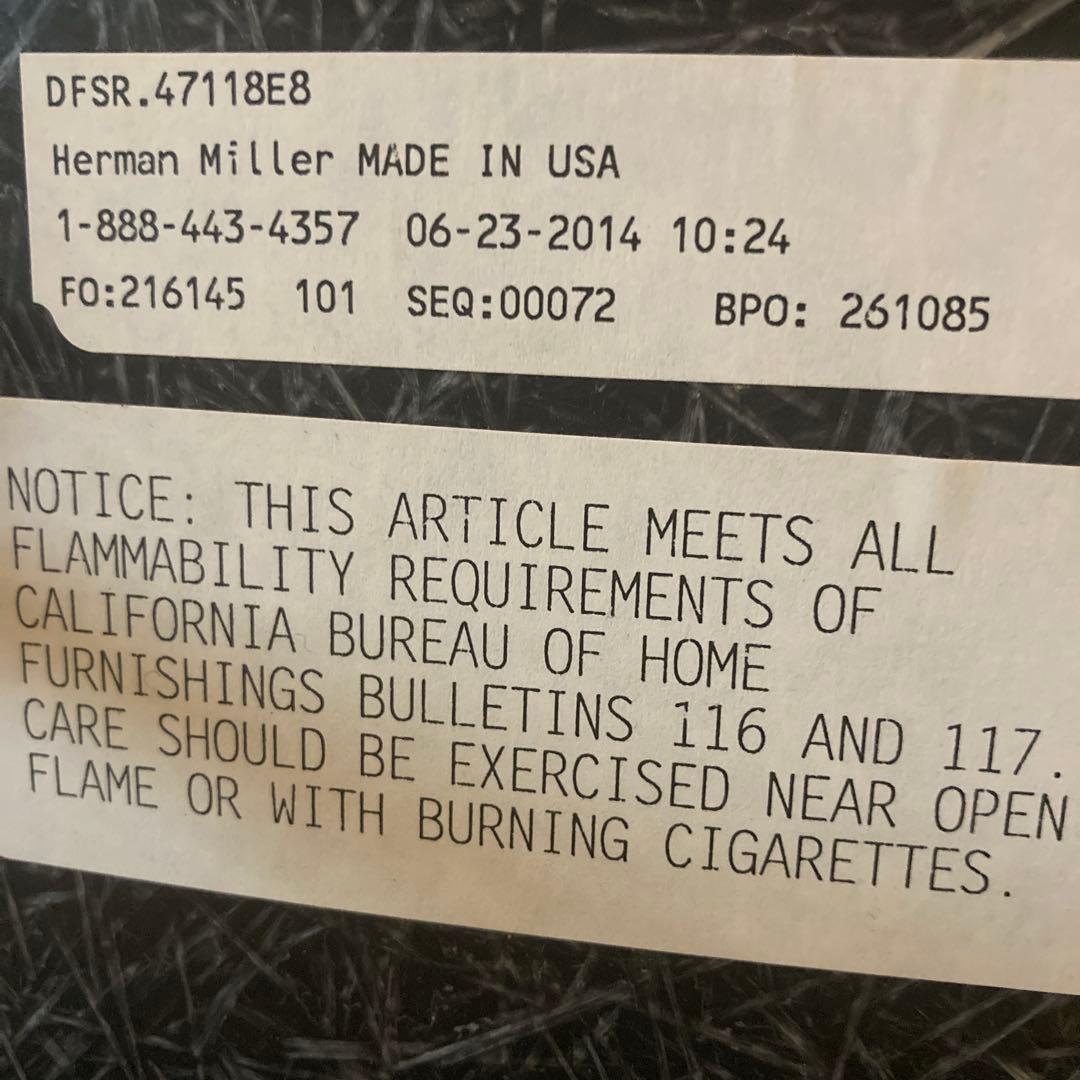 DFSR.47118E8
Herman Miller MADE IN USA
1-888-443-4357 06-23-2014 10:24
FO:216145 101 SEQ:00072 BPO: 261085
NOTICE: THIS ARTICLE MEETS ALL
FLAMMABILITY REQUIREMENTS OF
CALIFORNIA BUREAU OF HOME
FURNISHINGS BULLETINS 116 AND 117.
CARE SHOULD BE EXERCISED NEAR OPEN
FLAME OR WITH BURNING CIGARETTES.